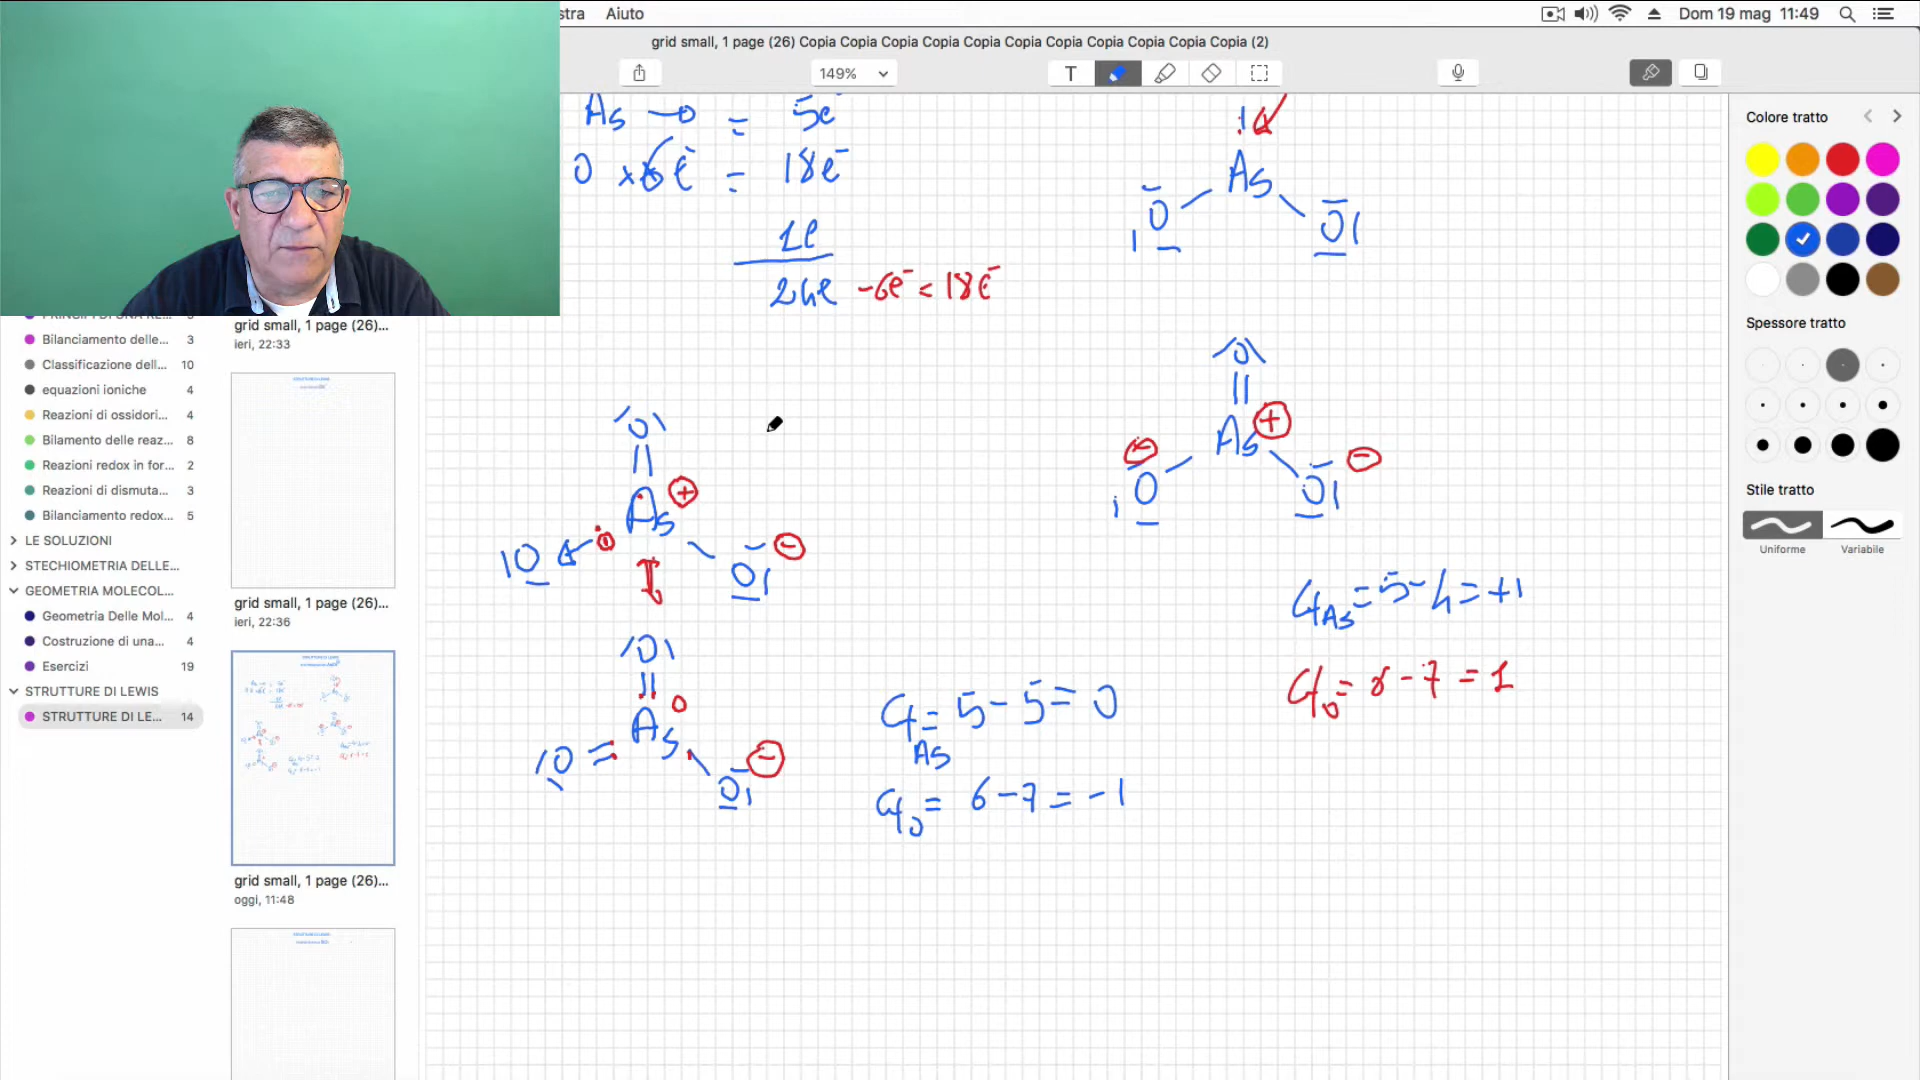 stra Aiuto
Dom 19 mag 11:49
grid small, 1 page (26) Copia Copia Copia Copia Copia Copia Copia Copia Copia Copia Copia (2)
149%
T
Bilanciamento delle... 3
Classificazione dell... 10
equazioni ioniche 4
Reazioni di ossidori... 4
Bilamento delle reaz... 8
Reazioni redox in for... 2
Reazioni di dismuta... 3
Bilanciamento redox... 5
LE SOLUZIONI
STECHIOMETRIA DELLE...
GEOMETRIA MOLECOL...
Geometria Delle Mol... 4
Costruzione di una... 4
Esercizi 19
STRUTTURE DI LEWIS
STRUTTURE DI LE... 14
grid small, 1 page (26)...
ieri, 22:33
grid small, 1 page (26)...
ieri, 22:36
grid small, 1 page (26)...
oggi, 11:48
As = 5e⁻
O x 6e⁻ = 18e⁻
1e
24e -6e⁻ = 18e⁻
As
O O
O
As +
O O −
O
As 0
O O −
O
As +
− O O −
Cf As = 5-4=+1
Cf O = 6-7=1
Cf As = 5-5=0
Cf O = 6-7=-1
Colore tratto
Spessore tratto
Stile tratto
Uniforme Variabile